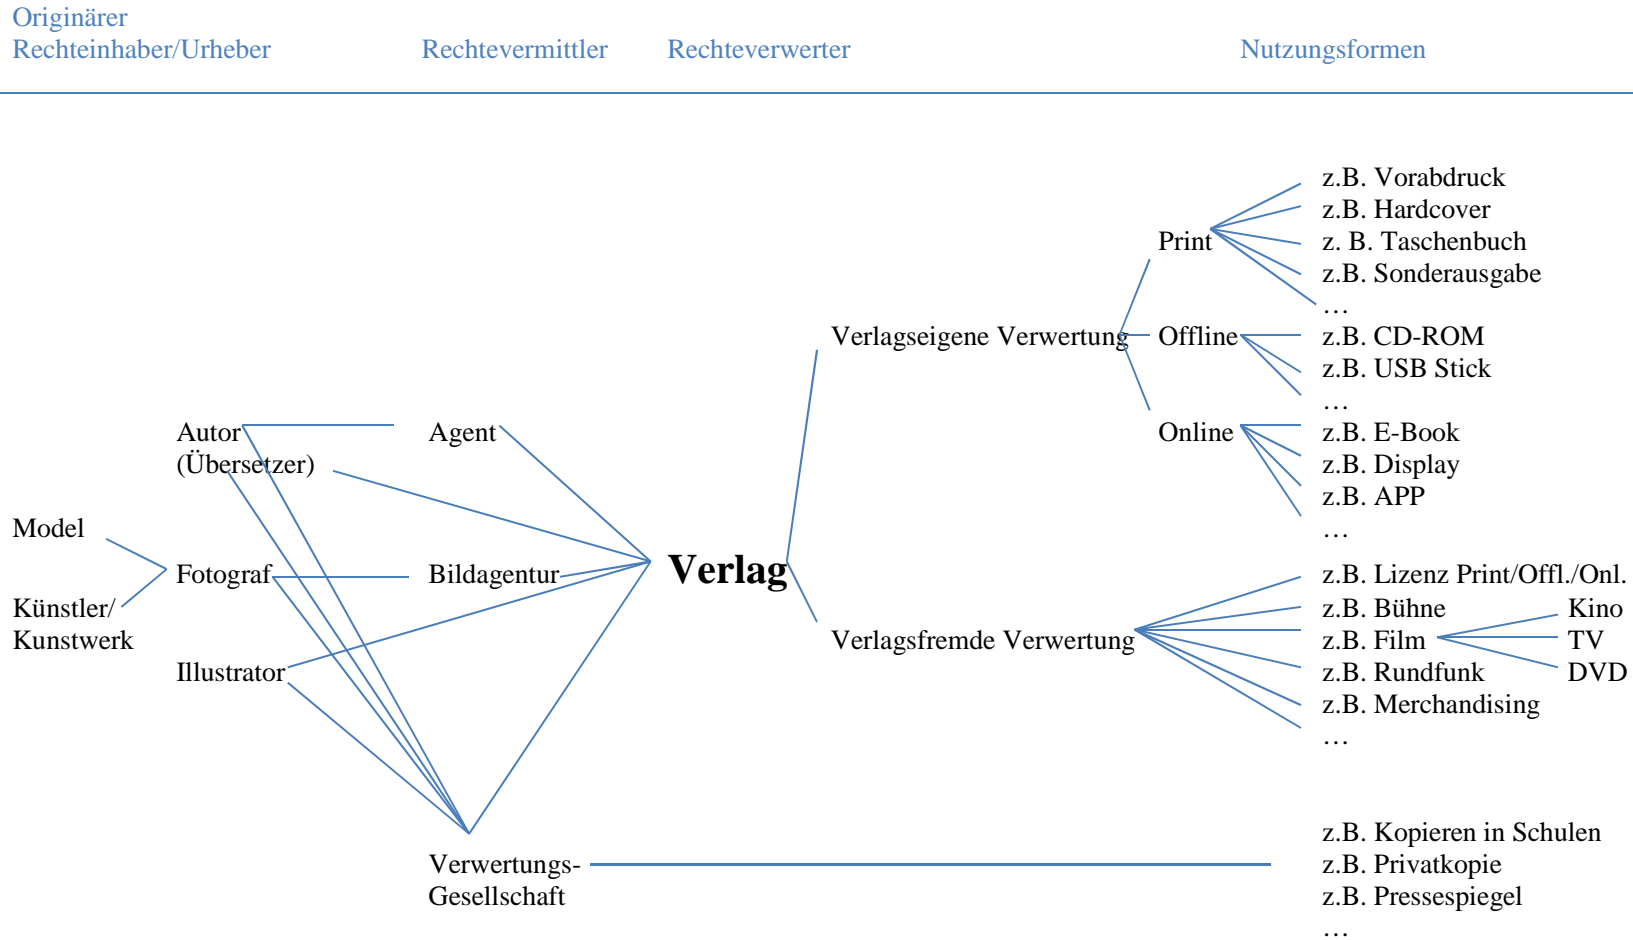 Originärer
Rechteinhaber/Urheber
Rechtevermittler
Rechteverwerter
Nutzungsformen
Model
Künstler/
Kunstwerk
Autor
(Übersetzer)
Fotograf
Illustrator
Agent
Bildagentur
Verwertungs-
Gesellschaft
Verlag
Verlagseigene Verwertung
Verlagsfremde Verwertung
Print
Offline
Online
z.B. Vorabdruck
z.B. Hardcover
z. B. Taschenbuch
z.B. Sonderausgabe
…
z.B. CD-ROM
z.B. USB Stick
…
z.B. E-Book
z.B. Display
z.B. APP
…
z.B. Lizenz Print/Offl./Onl.
z.B. Bühne
z.B. Film
z.B. Rundfunk
z.B. Merchandising
…
Kino
TV
DVD
z.B. Kopieren in Schulen
z.B. Privatkopie
z.B. Pressespiegel
…